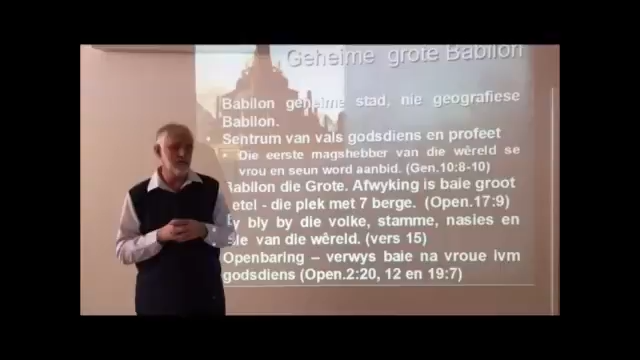 Geheime grote Babilon
Babilon geheime stad, nie geografiese
Babilon.
Sentrum van vals godsdiens en profeet
Die eerste magshebber van die wêreld se
vrou en seun word aanbid. (Gen.10:8-10)
Babilon die Grote. Afwyking is baie groot
etel - die plek met 7 berge. (Open.17:9)
y bly by die volke, stamme, nasies en
le van die wêreld. (vers 15)
Openbaring – verwys baie na vroue ivm
godsdiens (Open.2:20, 12 en 19:7)